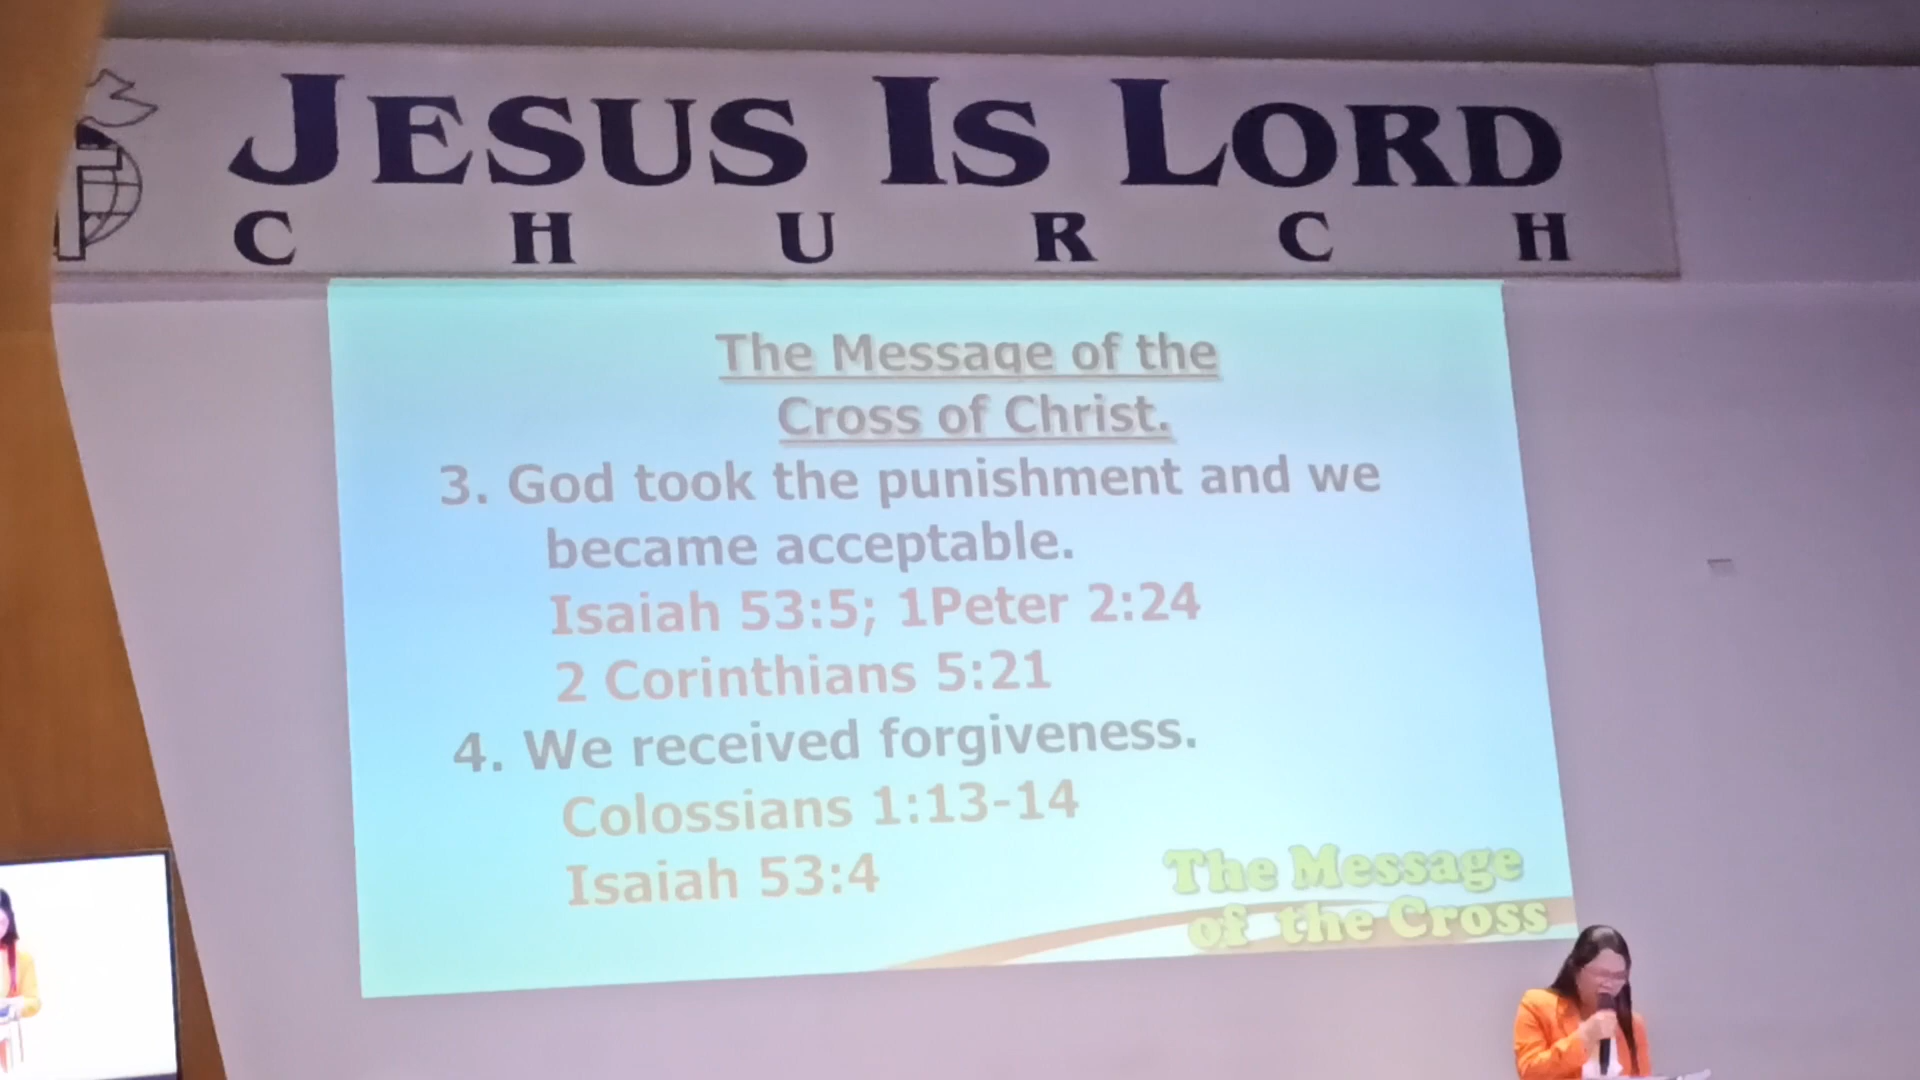 JESUS IS LORD
CHURCH
The Message of the
Cross of Christ.
3. God took the punishment and we
became acceptable.
Isaiah 53:5; 1Peter 2:24
2 Corinthians 5:21
4. We received forgiveness.
Colossians 1:13-14
Isaiah 53:4
The Message
of the Cross